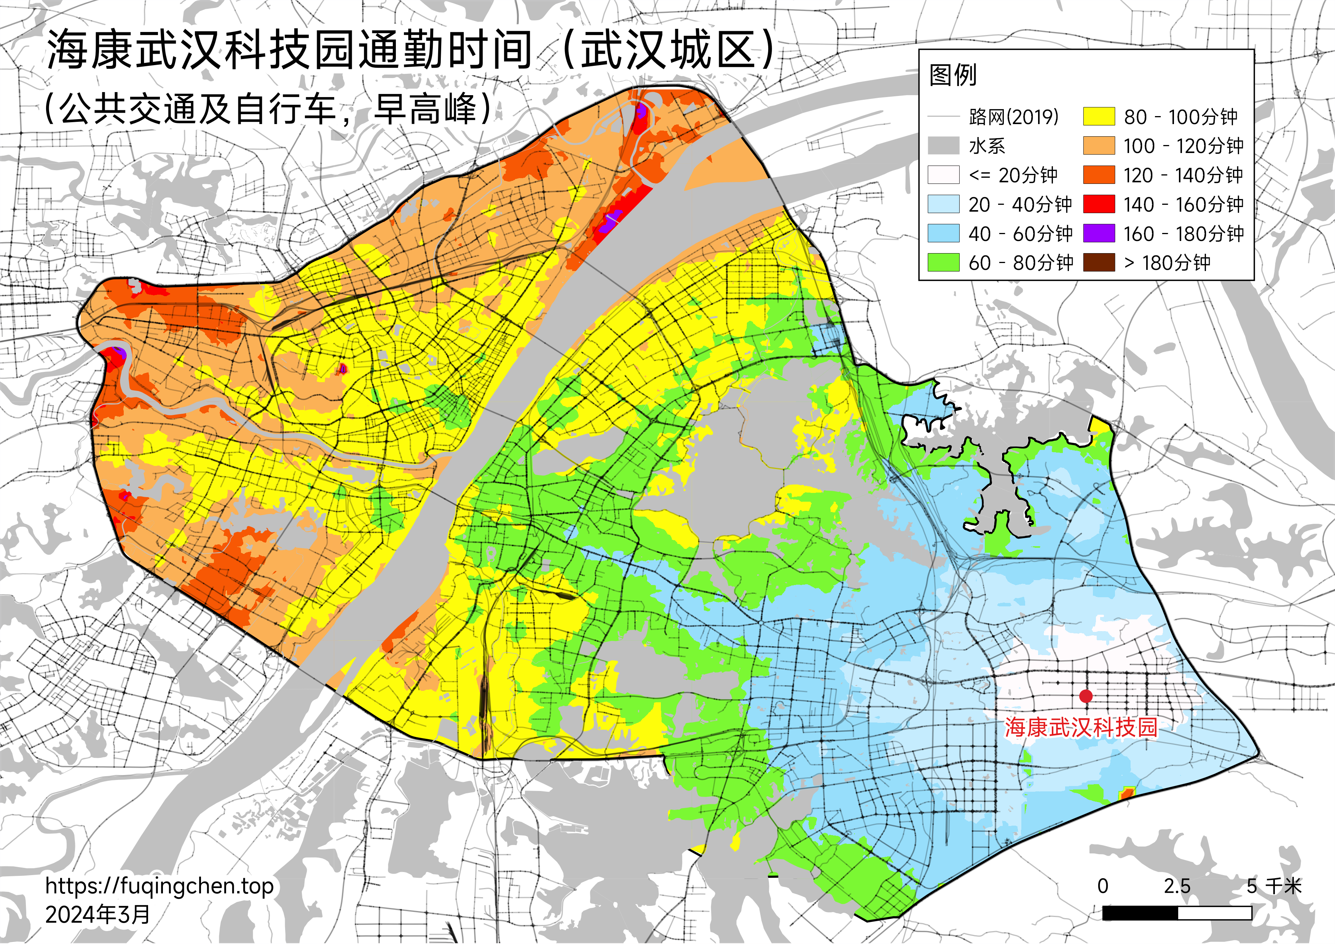 海康武汉科技园通勤时间（武汉城区）
（公共交通及自行车，早高峰）
图例
路网(2019)
水系
<= 20分钟
20 - 40分钟
40 - 60分钟
60 - 80分钟
80 - 100分钟
100 - 120分钟
120 - 140分钟
140 - 160分钟
160 - 180分钟
> 180分钟
海康武汉科技园
https://fuqingchen.top
2024年3月
0 2.5 5 千米